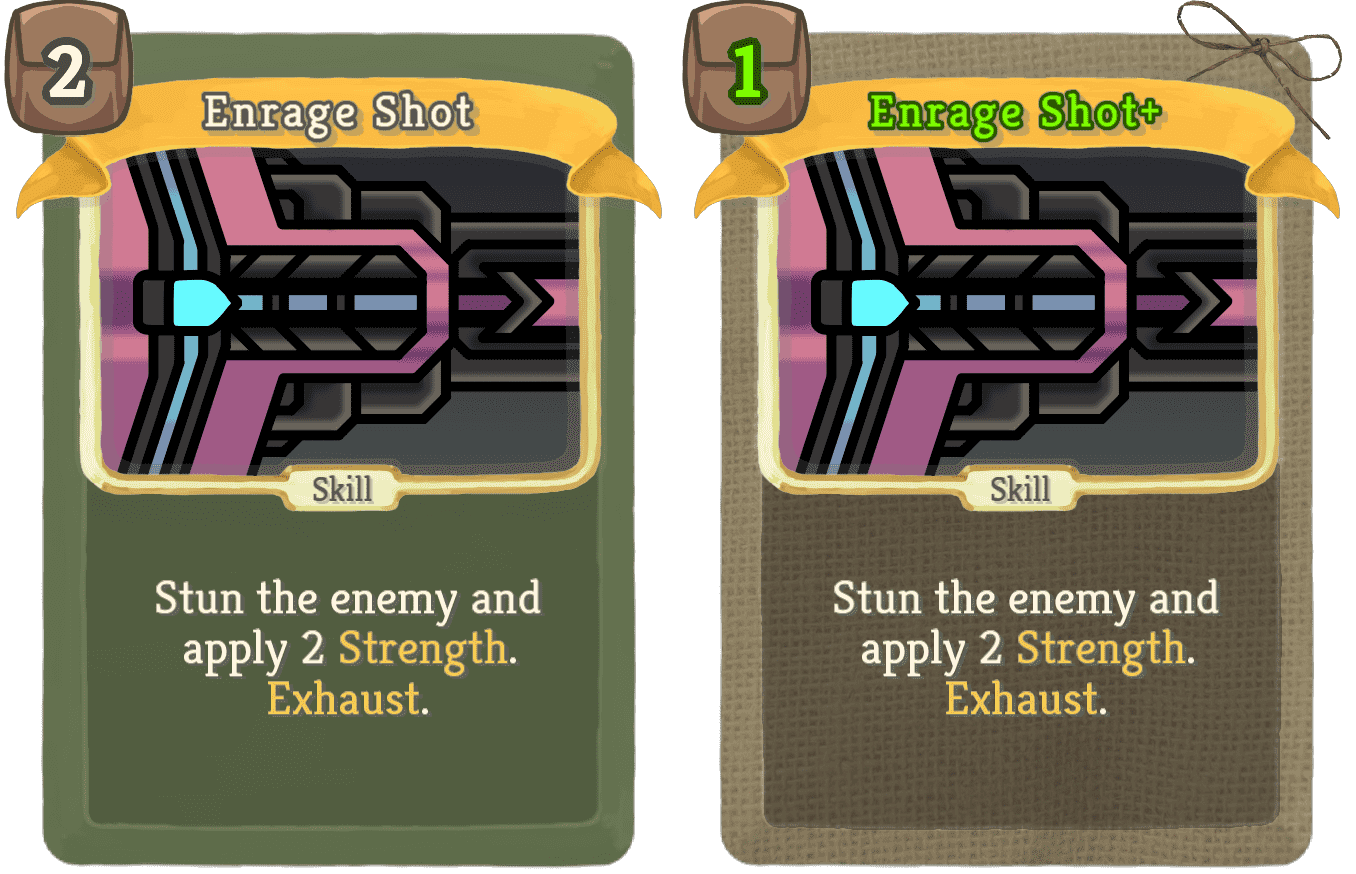 2
Enrage Shot
Skill
Stun the enemy and
apply 2 Strength.
Exhaust.
1
Enrage Shot+
Skill
Stun the enemy and
apply 2 Strength.
Exhaust.